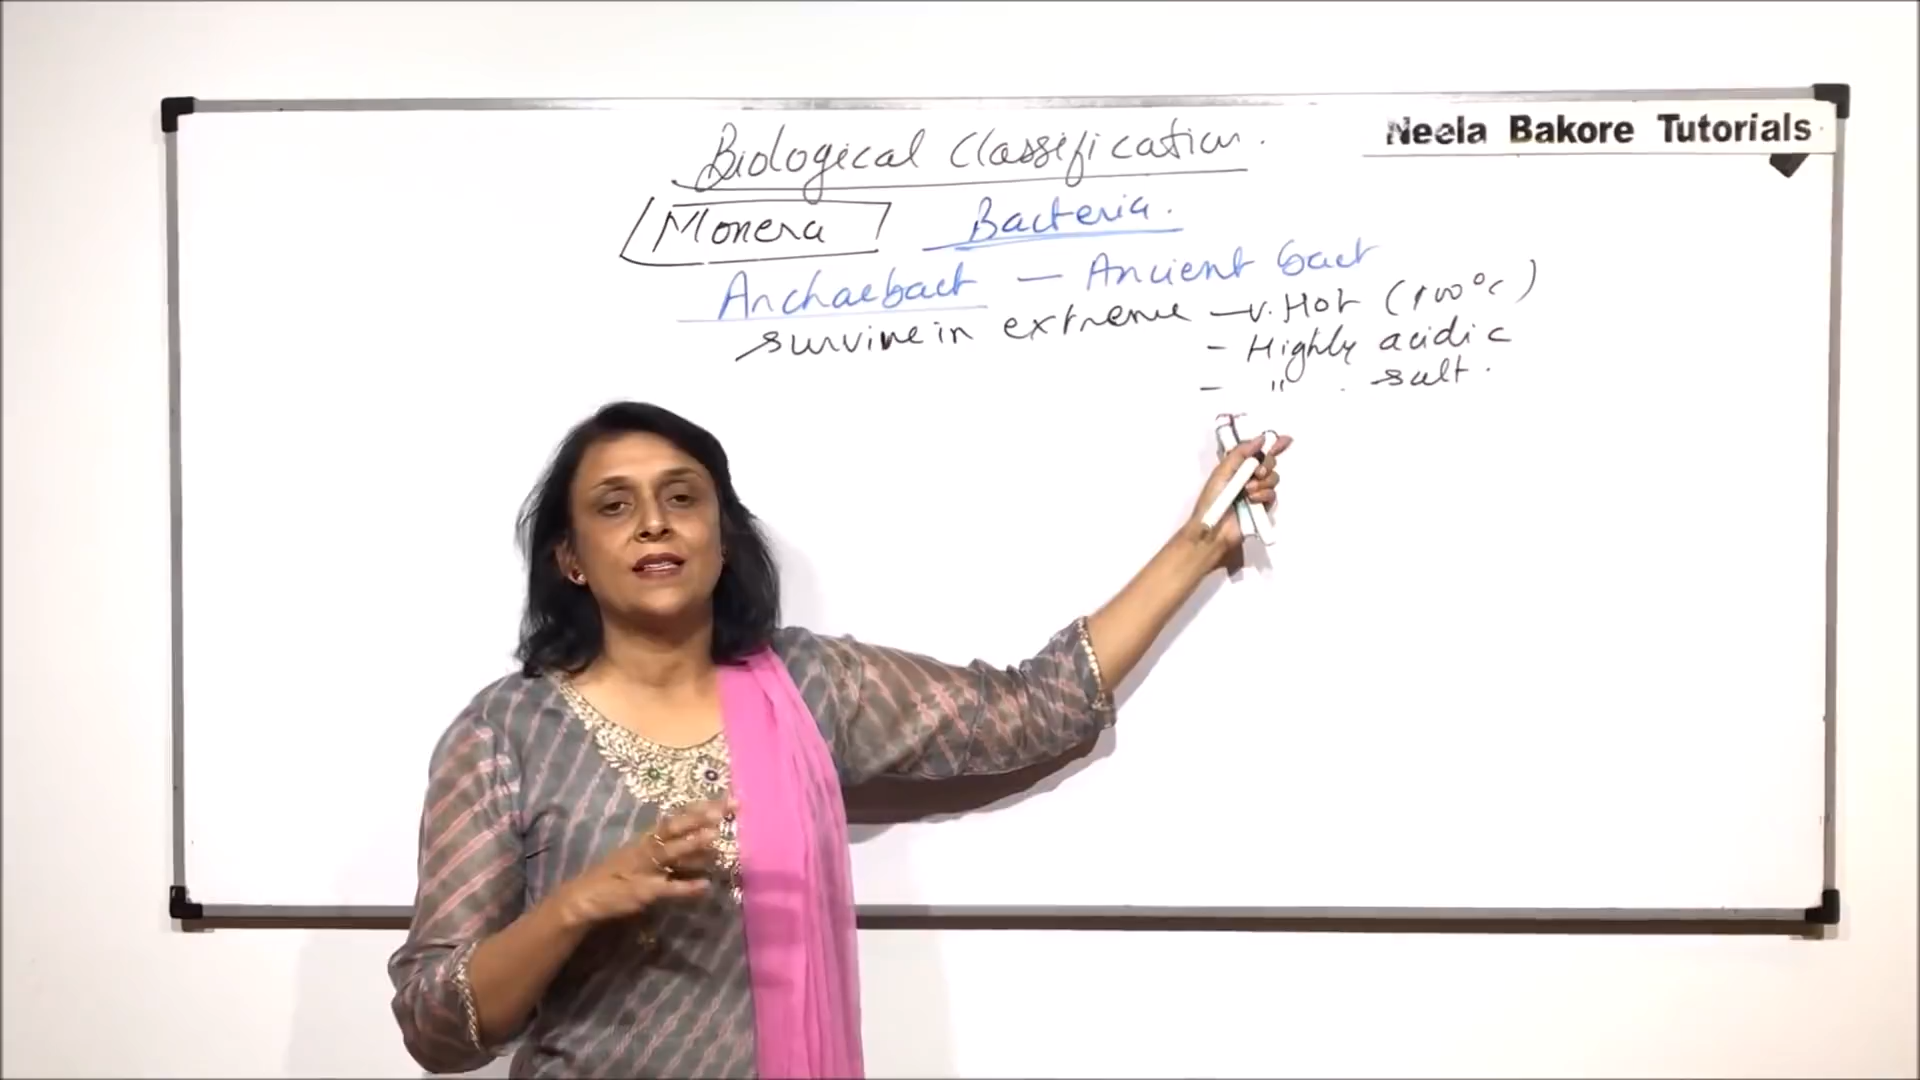 Neela Bakore Tutorials
Biological Classification.
Monera Bacteria.
Archaebact — Ancient bact
survive in extreme — v. Hot (100°C)
- Highly acidic
- " salt.